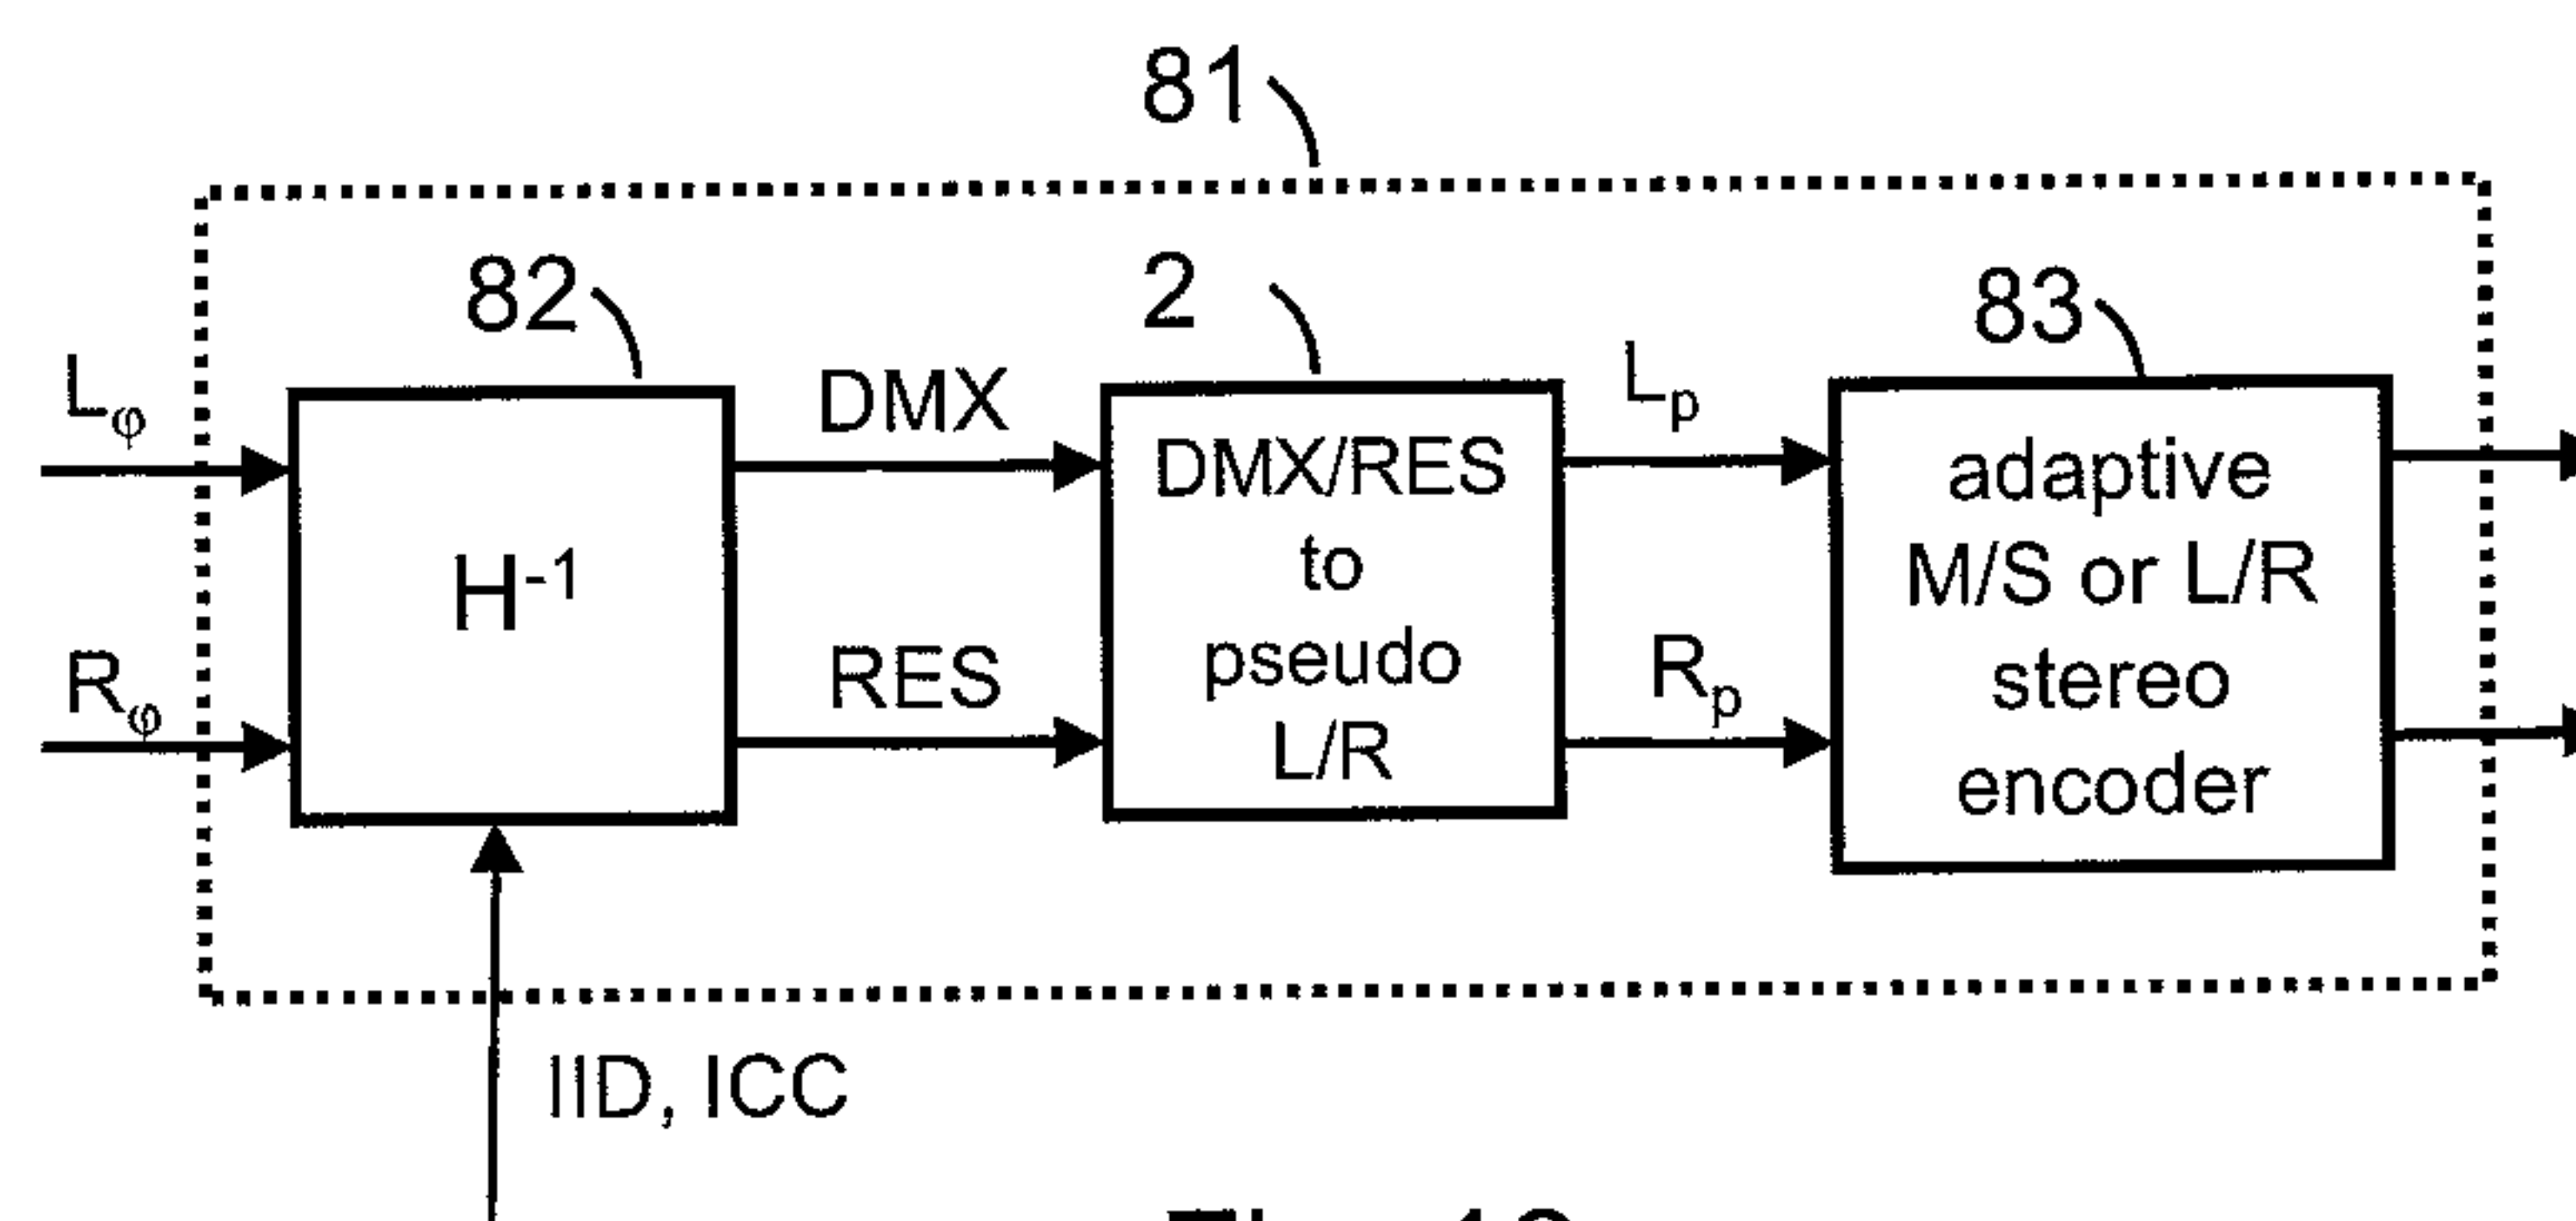 81
82
2
83
Lφ
DMX
Lp
H-1
DMX/RES
to
pseudo
L/R
adaptive
M/S or L/R
stereo
encoder
Rφ
RES
Rp
IID, ICC